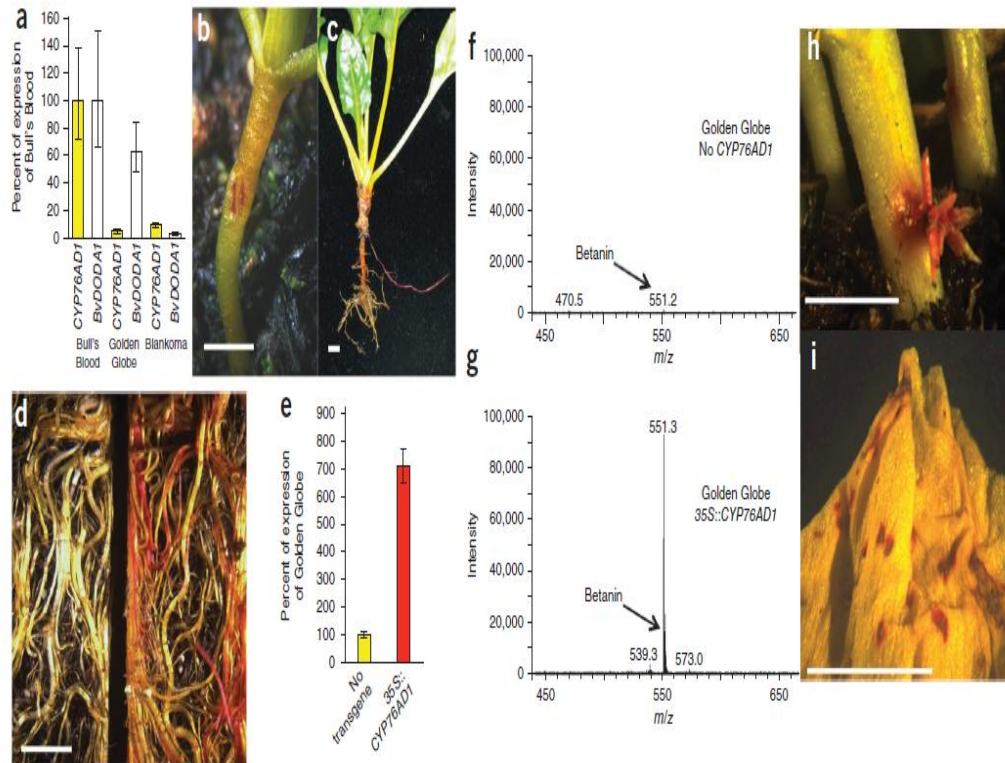 a
Percent of expression
of Bull's Blood
160
140
120
100
80
60
40
20
0
CYP76AD1
BvDODA1
CYP76AD1
BvDODA1
CYP76AD1
BvDODA1
Bull's
Blood
Golden
Globe
Blankoma
b
c
d
e
Percent of expression
of Golden Globe
900
800
700
600
500
400
300
200
100
0
No
transgene
35S::
CYP76AD1
f
Intensity
100,000
80,000
60,000
40,000
20,000
0
Golden Globe
No CYP76AD1
Betanin
470.5
551.2
450
550
650
m/z
g
Intensity
100,000
80,000
60,000
40,000
20,000
0
551.3
Golden Globe
35S::CYP76AD1
Betanin
539.3
573.0
450
550
650
m/z
h
i